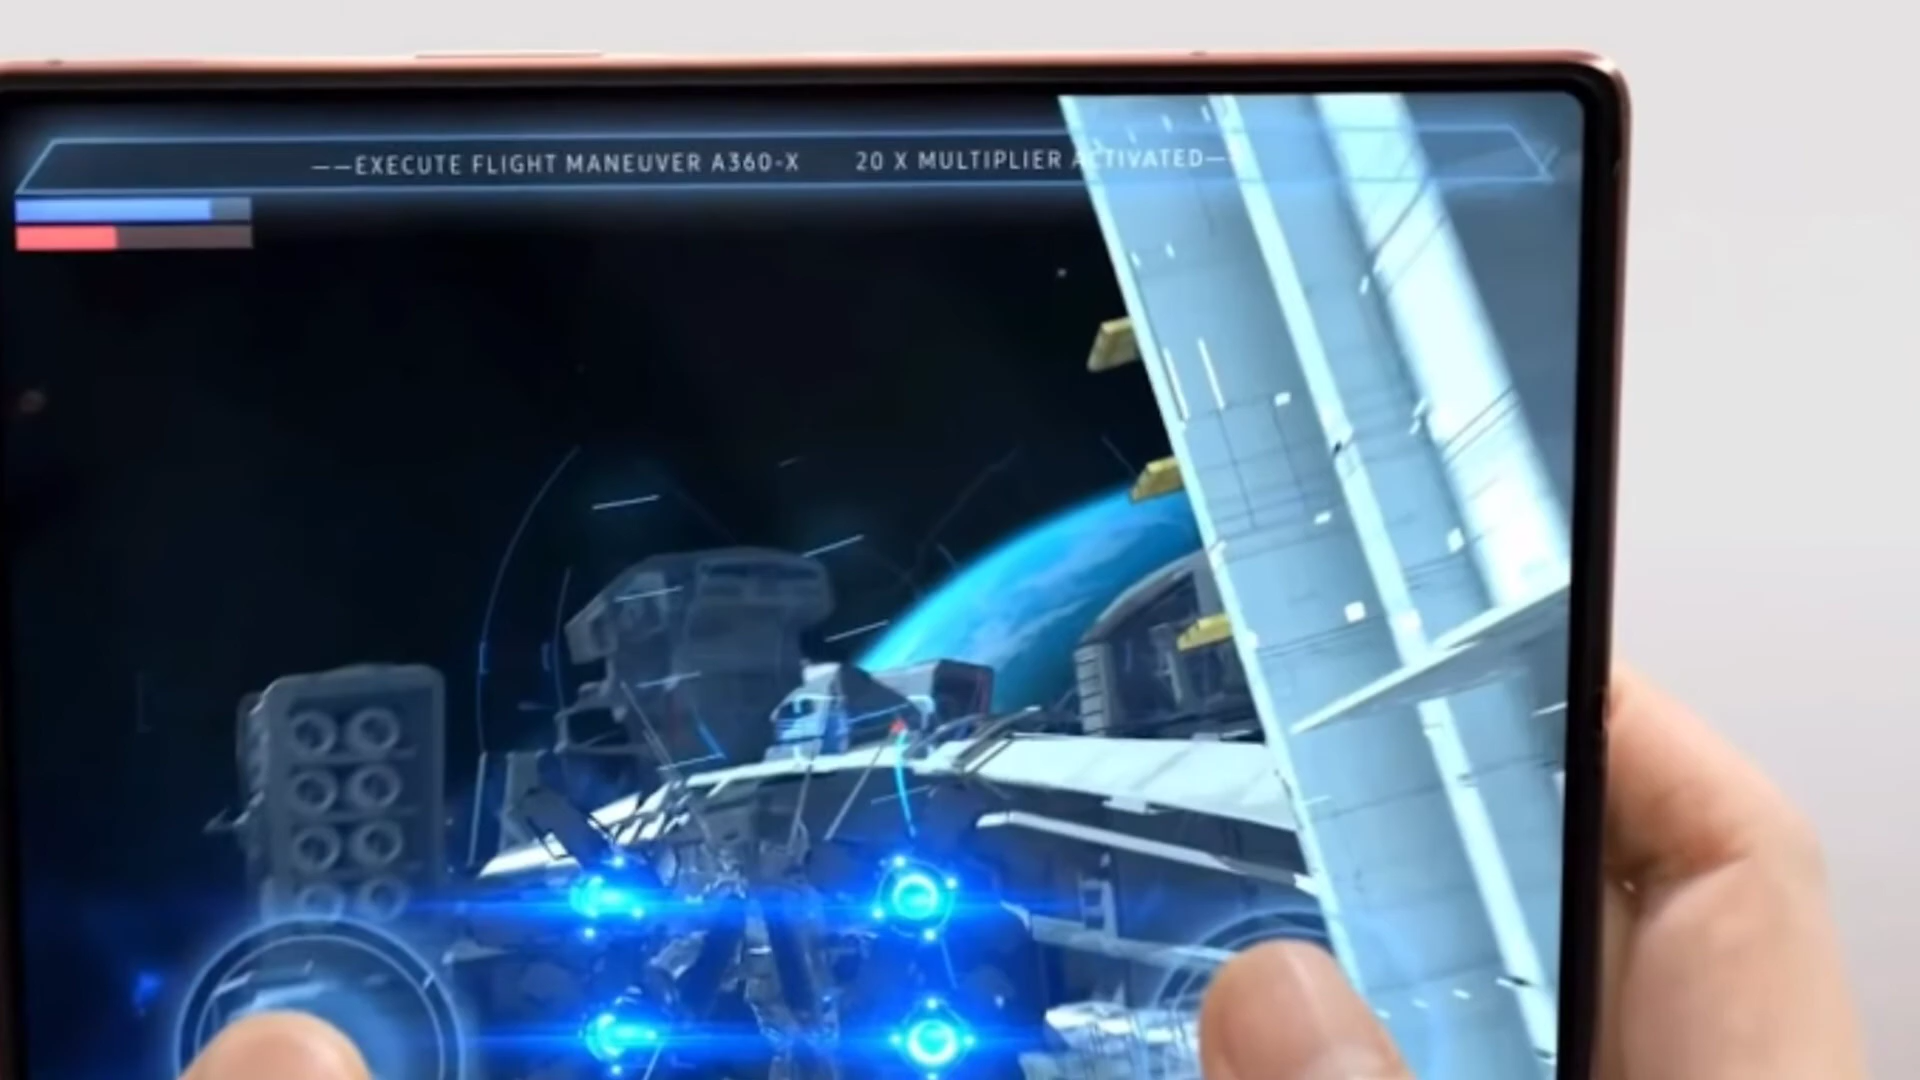 ——EXECUTE FLIGHT MANEUVER A360-X 20 X MULTIPLIER ACTIVATED——